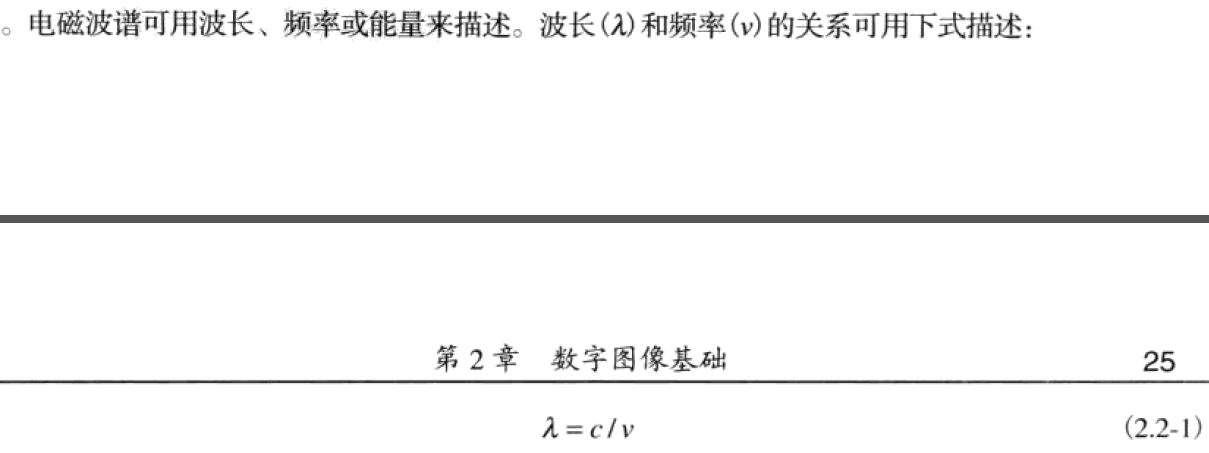 。电磁波谱可用波长、频率或能量来描述。波长(λ)和频率(ν)的关系可用下式描述:
第 2 章 数字图像基础 25
λ = c / ν (2.2-1)